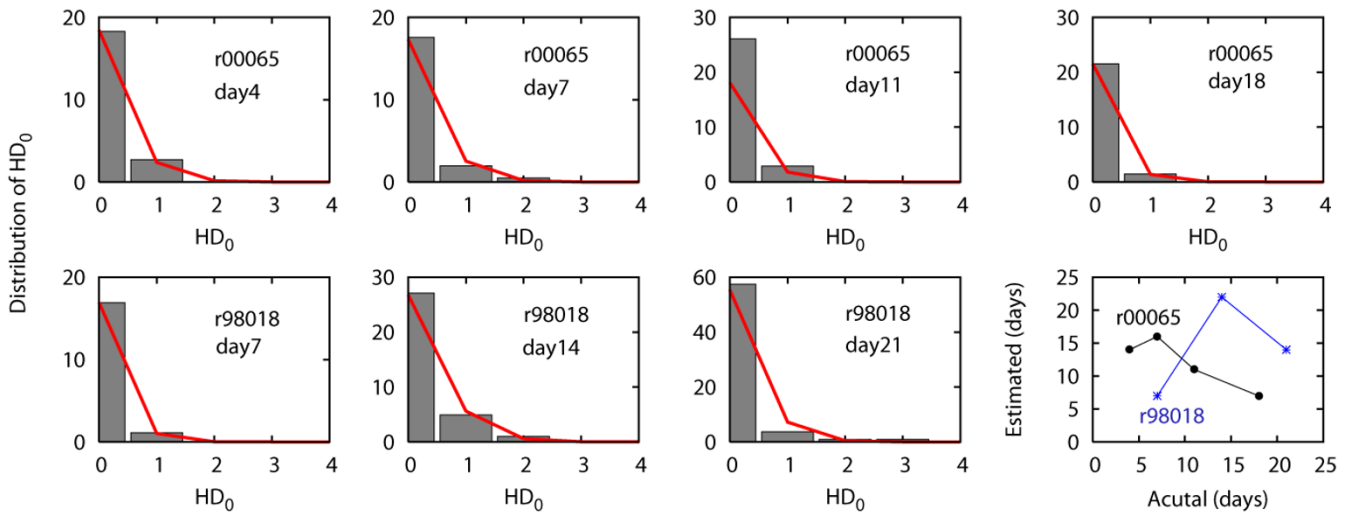 Distribution of HD0
20
10
0
r00065
day4
0 1 2 3 4
HD0
20
10
0
r00065
day7
0 1 2 3 4
HD0
30
20
10
0
r00065
day11
0 1 2 3 4
HD0
30
20
10
0
r00065
day18
0 1 2 3 4
HD0
20
10
0
r98018
day7
0 1 2 3 4
HD0
30
20
10
0
r98018
day14
0 1 2 3 4
HD0
60
40
20
0
r98018
day21
0 1 2 3 4
HD0
Estimated (days)
25
20
15
10
5
0
r00065
r98018
0 5 10 15 20 25
Acutal (days)